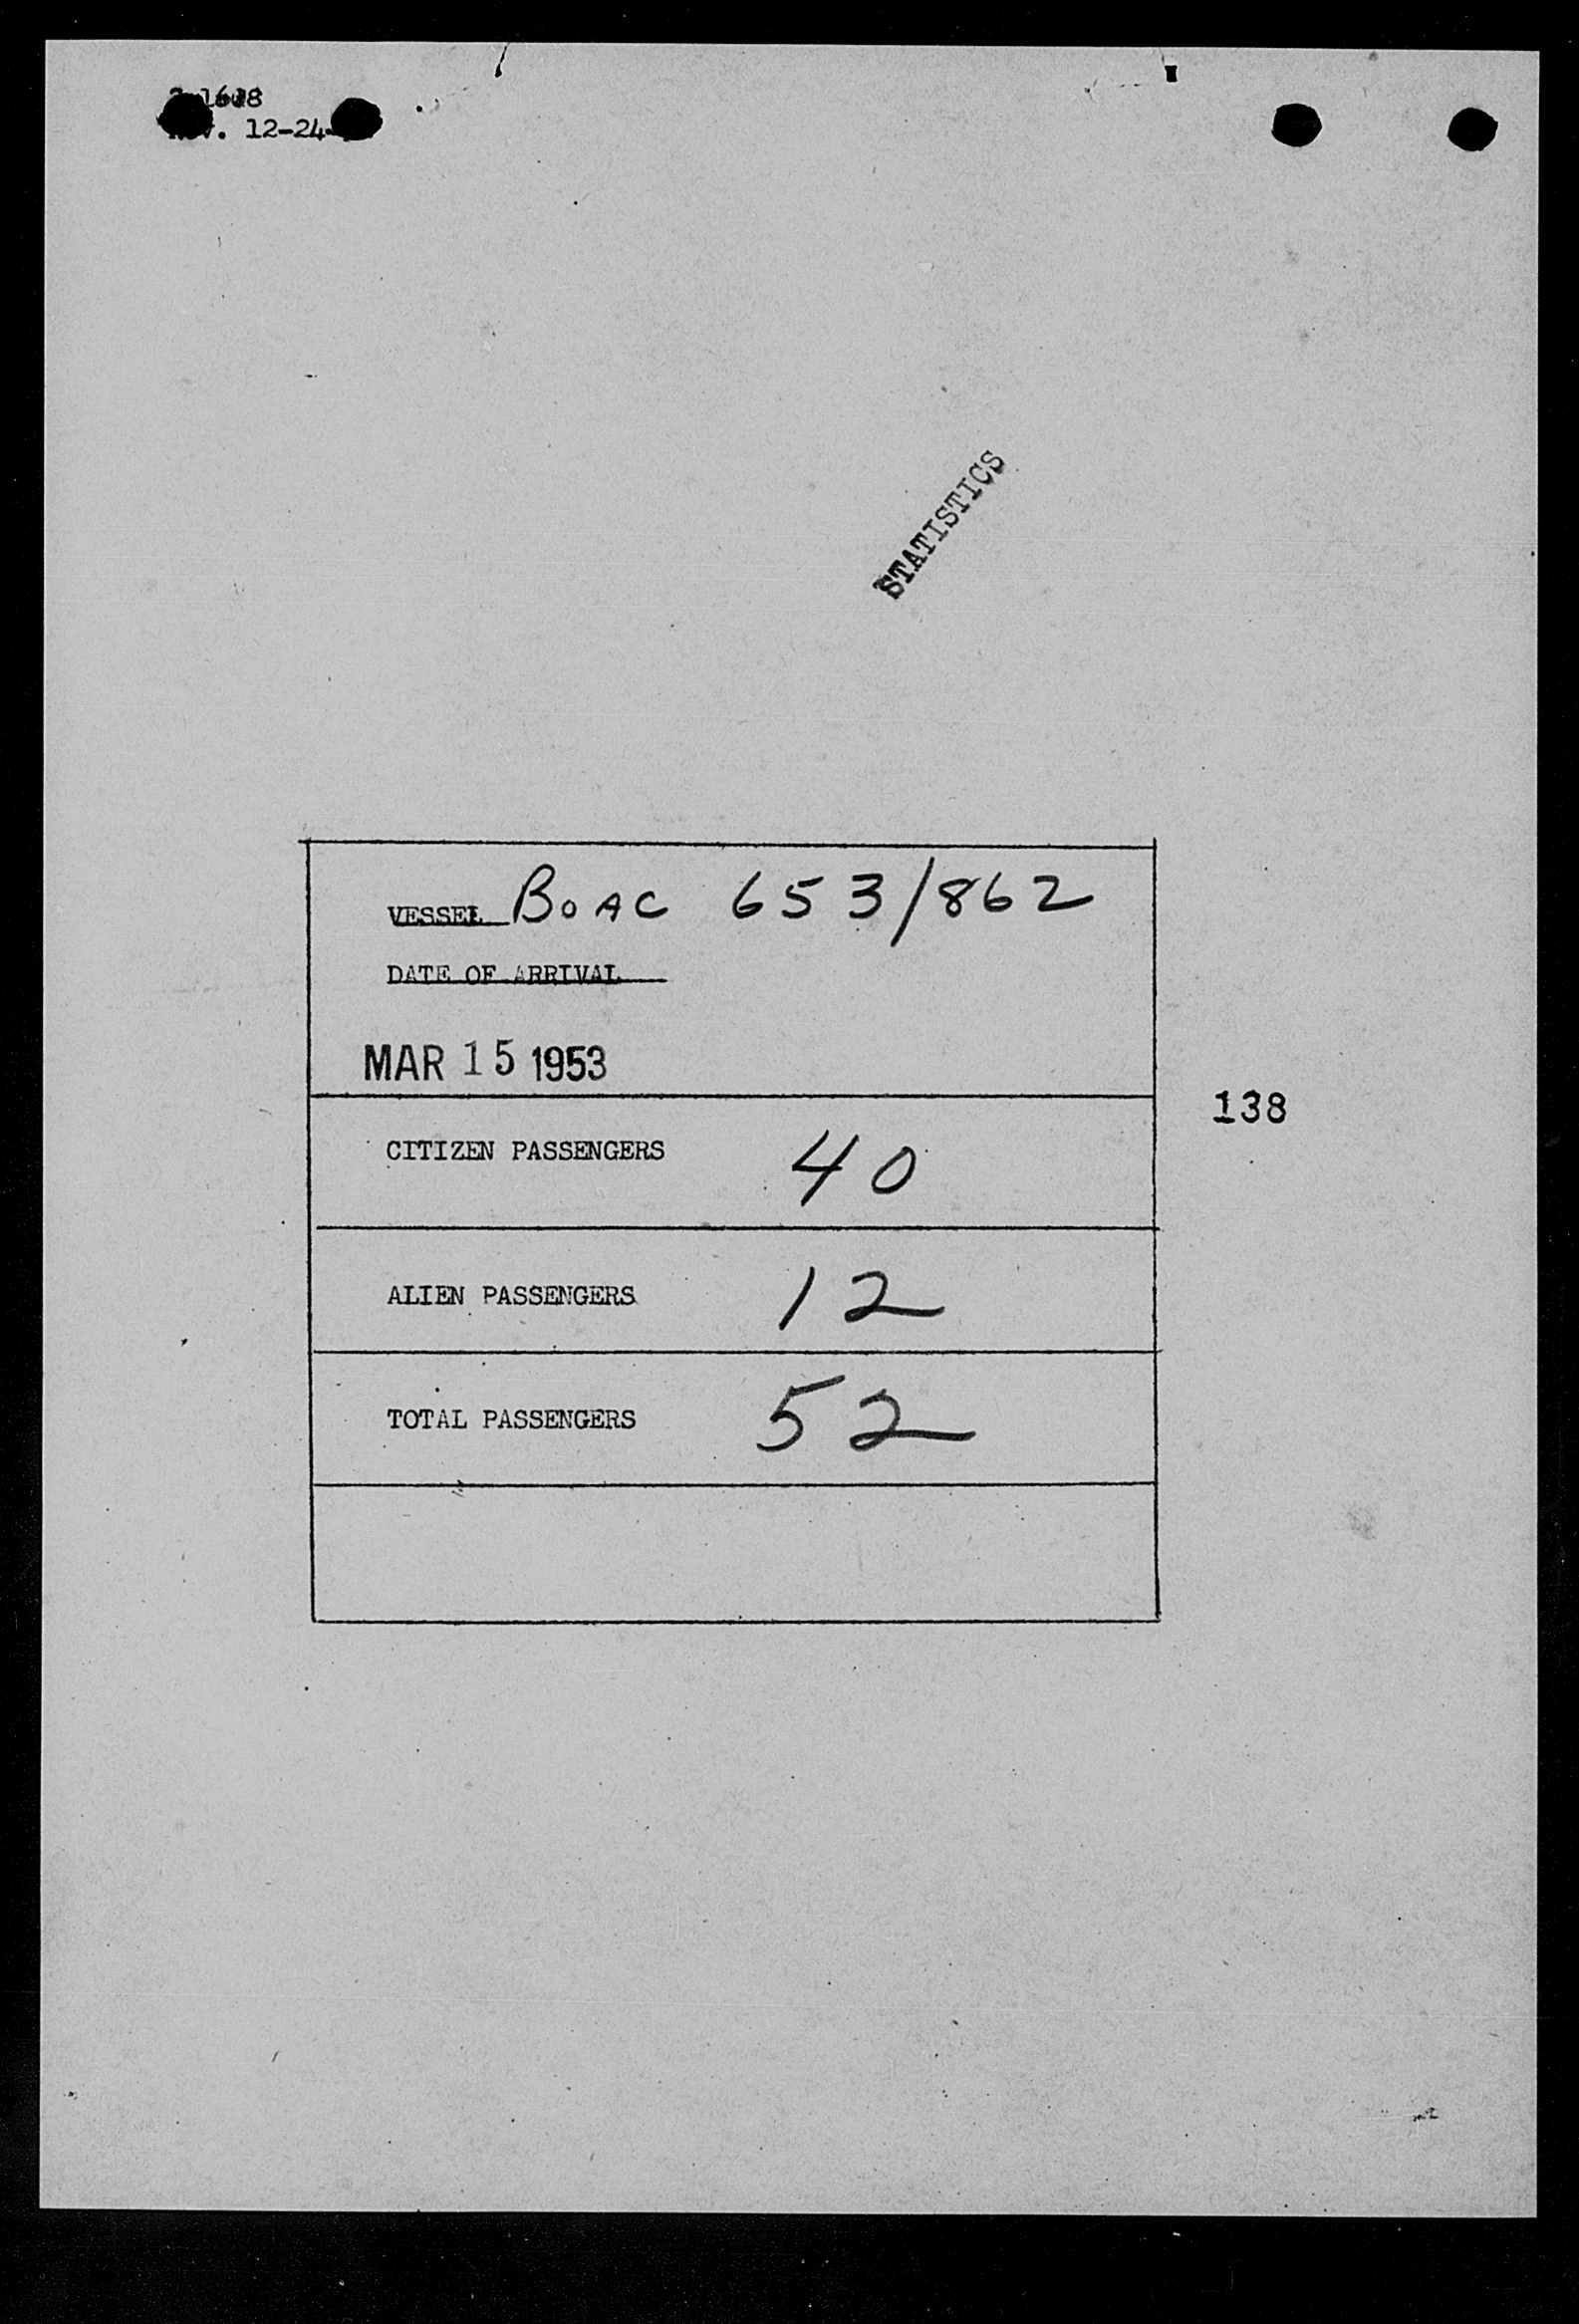 12-24-
STATISTICS
VESSEL BOAC 653/862
DATE OF ARRIVAL
MAR 15 1953
138
CITIZEN PASSENGERS 40
ALIEN PASSENGERS 12
TOTAL PASSENGERS 52